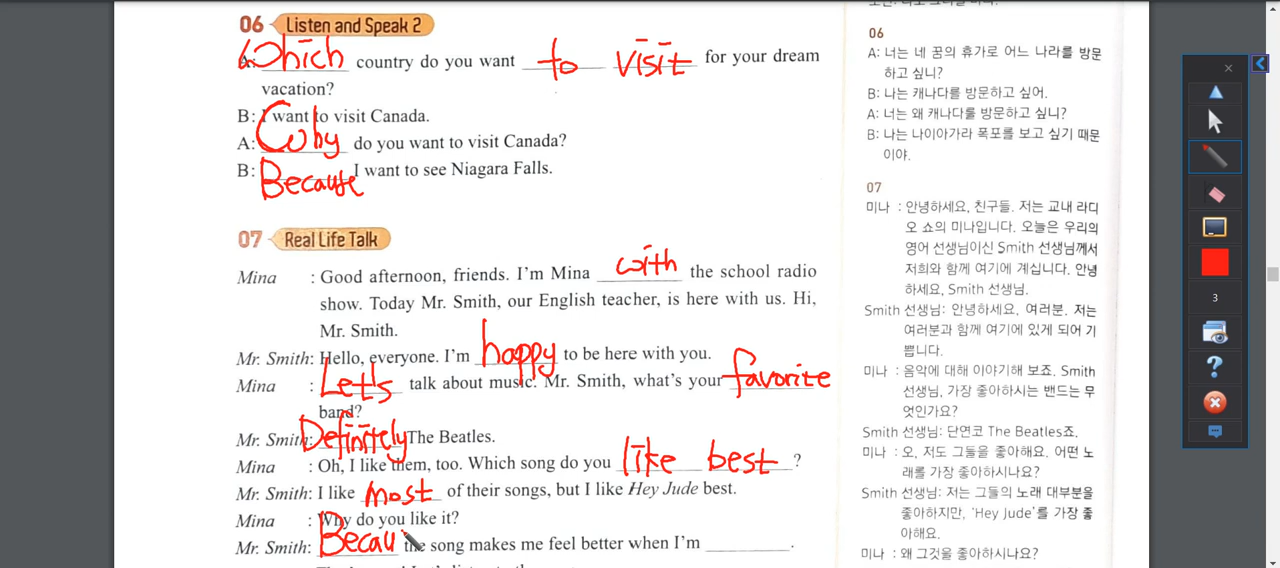 06 Listen and Speak 2
A: Which country do you want to visit for your dream
vacation?
B: I want to visit Canada.
A: Why do you want to visit Canada?
B: Because I want to see Niagara Falls.
07 Real Life Talk
Mina : Good afternoon, friends. I'm Mina with the school radio
show. Today Mr. Smith, our English teacher, is here with us. Hi,
Mr. Smith.
Mr. Smith: Hello, everyone. I'm happy to be here with you.
Mina : Let's talk about music. Mr. Smith, what's your favorite
band?
Mr. Smith: Definitely The Beatles.
Mina : Oh, I like them, too. Which song do you like best ?
Mr. Smith: I like most of their songs, but I like Hey Jude best.
Mina : Why do you like it?
Mr. Smith: Becau the song makes me feel better when I'm ________.
06
A: 너는 네 꿈의 휴가로 어느 나라를 방문
하고 싶니?
B: 나는 캐나다를 방문하고 싶어.
A: 너는 왜 캐나다를 방문하고 싶니?
B: 나는 나이아가라 폭포를 보고 싶기 때문
이야.
07
미나 : 안녕하세요, 친구들. 저는 교내 라디
오 쇼의 미나입니다. 오늘은 우리의
영어 선생님이신 Smith 선생님께서
저희와 함께 여기에 계십니다. 안녕
하세요, Smith 선생님.
Smith 선생님: 안녕하세요, 여러분. 저는
여러분과 함께 여기에 있게 되어 기
쁩니다.
미나 : 음악에 대해 이야기해 보죠. Smith
선생님, 가장 좋아하시는 밴드는 무
엇인가요?
Smith 선생님: 단연코 The Beatles죠.
미나 : 오, 저도 그들을 좋아해요. 어떤 노
래를 가장 좋아하시나요?
Smith 선생님: 저는 그들의 노래 대부분을
좋아하지만, 'Hey Jude'를 가장 좋
아해요.
미나 : 왜 그것을 좋아하시나요?
3